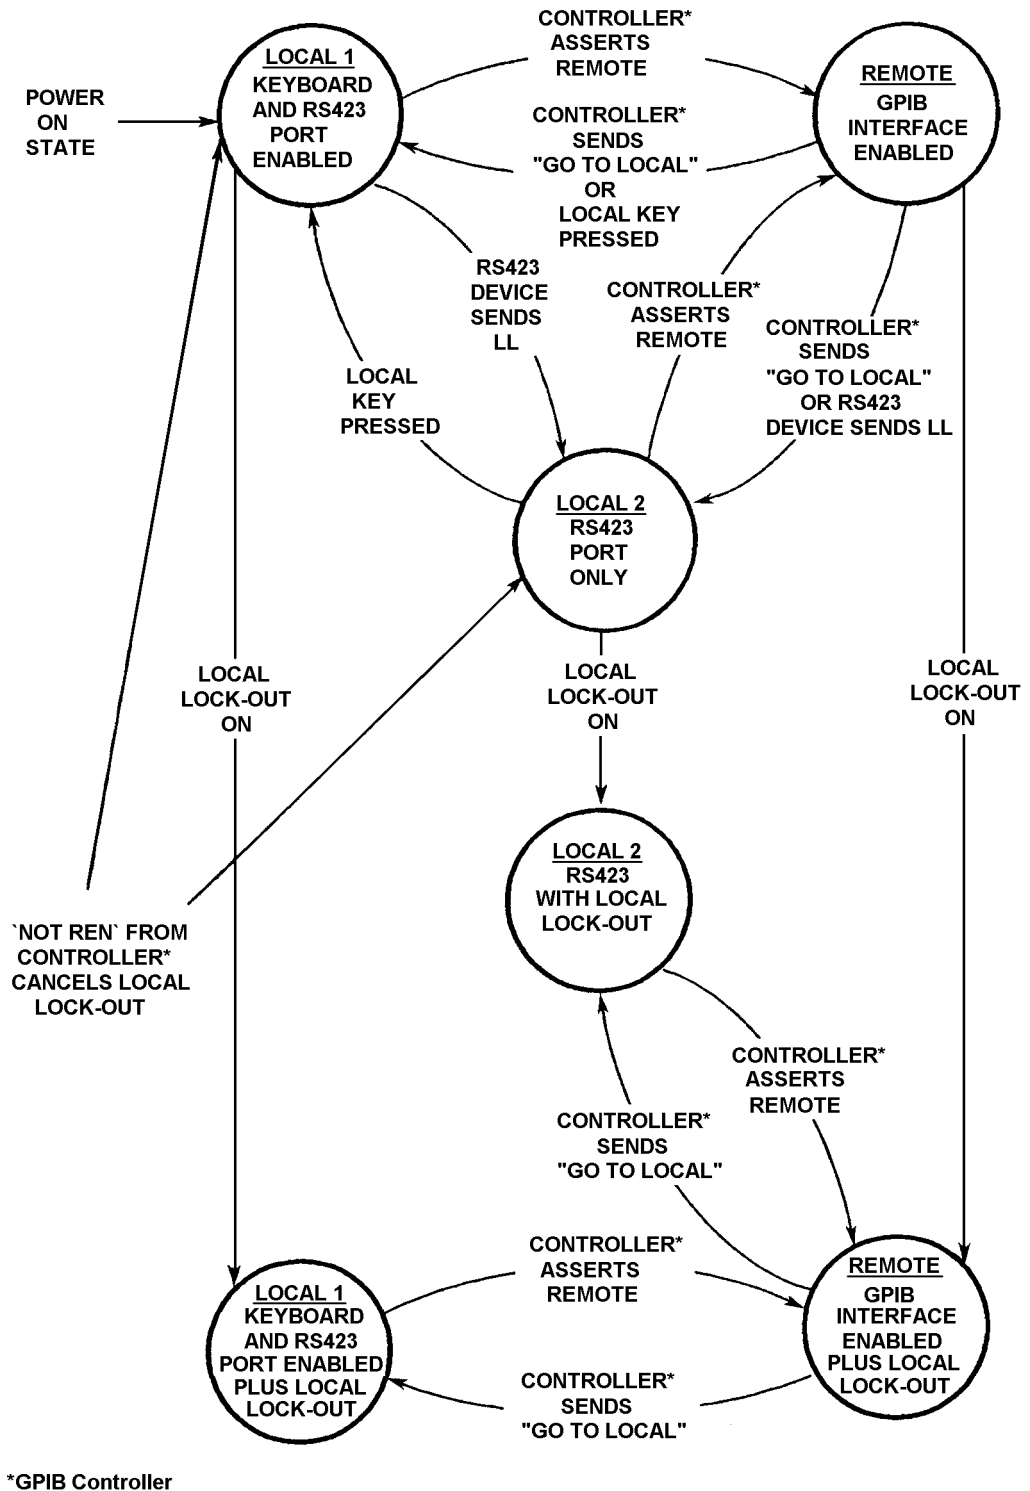 CONTROLLER*
ASSERTS
REMOTE
LOCAL 1
KEYBOARD
AND RS423
PORT
ENABLED
REMOTE
GPIB
INTERFACE
ENABLED
POWER
ON
STATE
CONTROLLER*
SENDS
"GO TO LOCAL"
OR
LOCAL KEY
PRESSED
RS423
DEVICE
SENDS
LL
CONTROLLER*
ASSERTS
REMOTE
CONTROLLER*
SENDS
"GO TO LOCAL"
OR RS423
DEVICE SENDS LL
LOCAL
KEY
PRESSED
LOCAL 2
RS423
PORT
ONLY
LOCAL
LOCK-OUT
ON
LOCAL
LOCK-OUT
ON
LOCAL
LOCK-OUT
ON
LOCAL 2
RS423
WITH LOCAL
LOCK-OUT
`NOT REN` FROM
CONTROLLER*
CANCELS LOCAL
LOCK-OUT
CONTROLLER*
ASSERTS
REMOTE
CONTROLLER*
SENDS
"GO TO LOCAL"
CONTROLLER*
ASSERTS
REMOTE
LOCAL 1
KEYBOARD
AND RS423
PORT ENABLED
PLUS LOCAL
LOCK-OUT
REMOTE
GPIB
INTERFACE
ENABLED
PLUS LOCAL
LOCK-OUT
CONTROLLER*
SENDS
"GO TO LOCAL"
*GPIB Controller